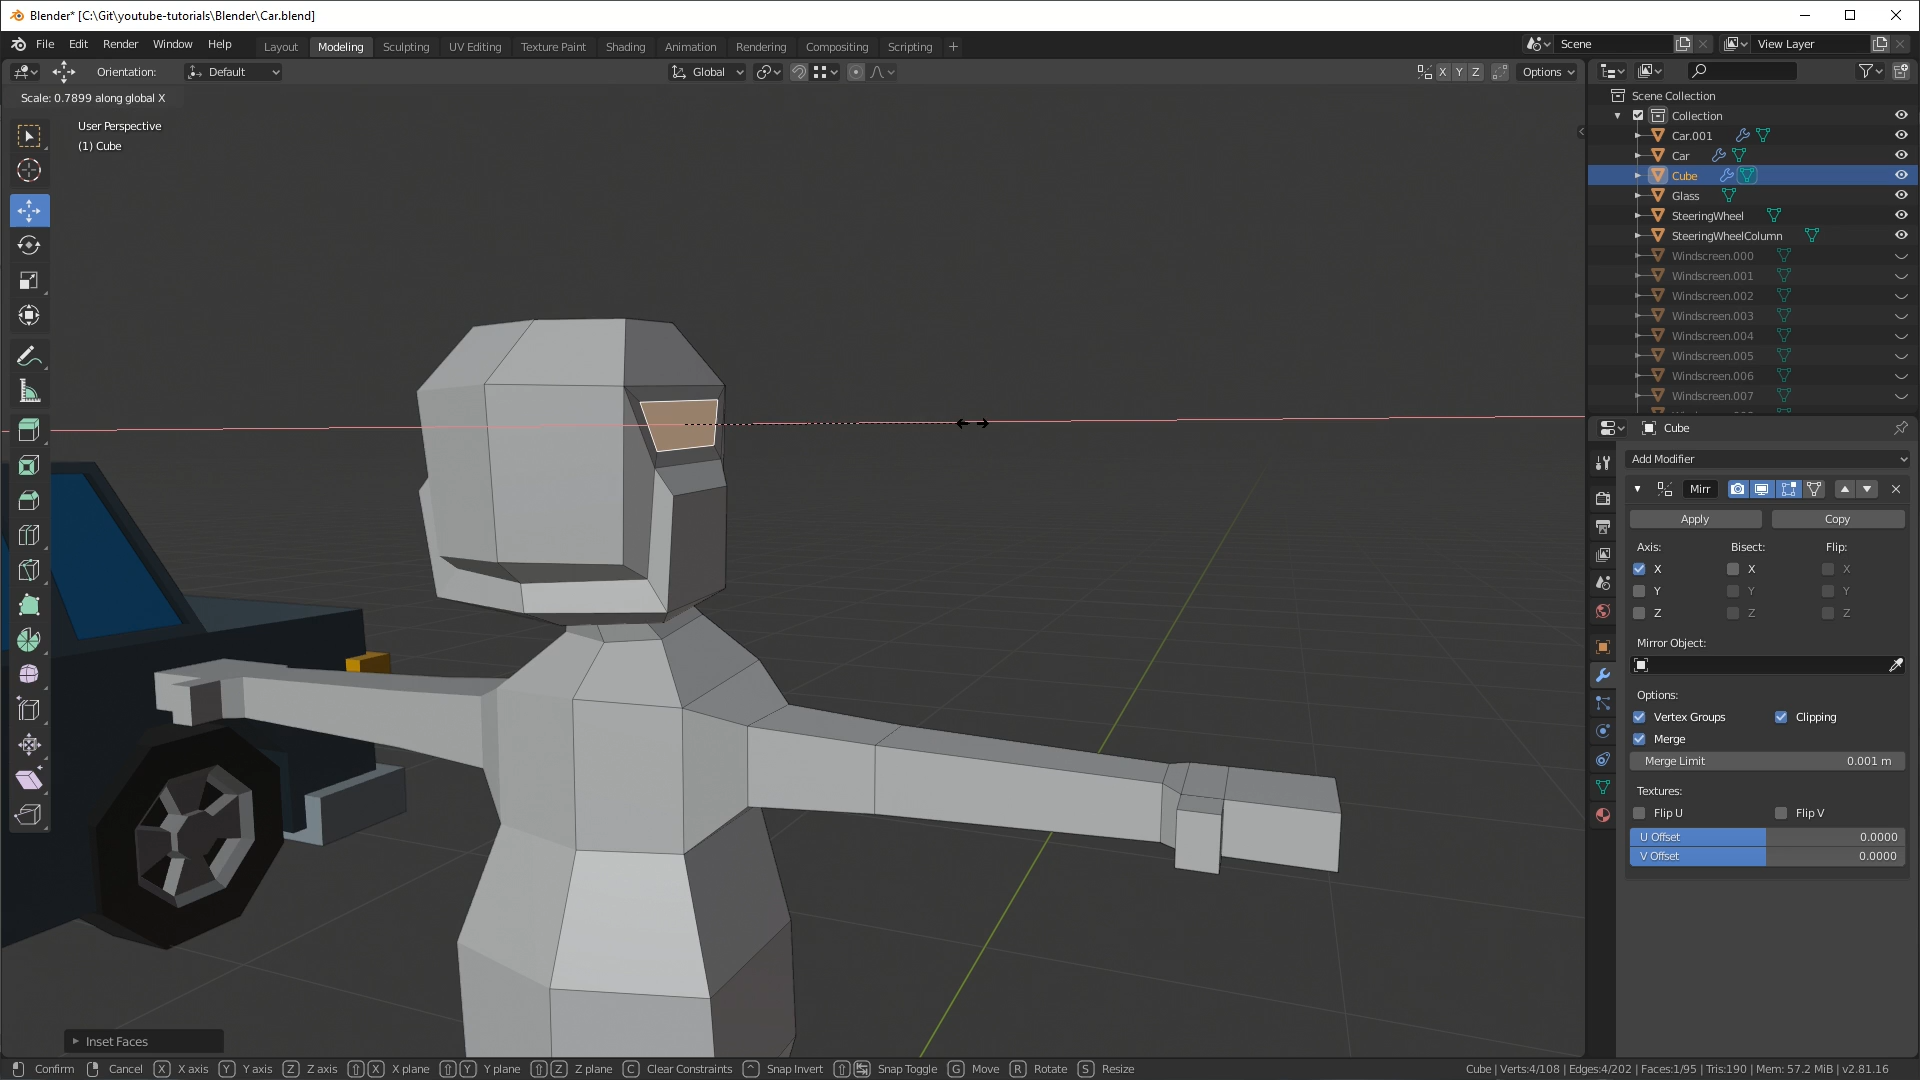 Blender* [C:\Git\youtube-tutorials\Blender\Car.blend]
File Edit Render Window Help Layout Modeling Sculpting UV Editing Texture Paint Shading Animation Rendering Compositing Scripting + Scene View Layer
Orientation: Default Global X Y Z Options
Scale: 0.7899 along global X
User Perspective
(1) Cube
Scene Collection
Collection
Car.001
Car
Cube
Glass
SteeringWheel
SteeringWheelColumn
Windscreen.000
Windscreen.001
Windscreen.002
Windscreen.003
Windscreen.004
Windscreen.005
Windscreen.006
Windscreen.007
Cube
Add Modifier
Mirr
Apply Copy
Axis: Bisect: Flip:
X X X
Y Y Y
Z Z Z
Mirror Object:
Options:
Vertex Groups Clipping
Merge
Merge Limit 0.001 m
Textures:
Flip U Flip V
U Offset 0.0000
V Offset 0.0000
Inset Faces
Confirm Cancel X X axis Y Y axis Z Z axis X X plane Y Y plane Z Z plane C Clear Constraints Snap Invert Snap Toggle G Move R Rotate S Resize Cube | Verts:4/108 | Edges:4/202 | Faces:1/95 | Tris:190 | Mem: 57.2 MiB | v2.81.16